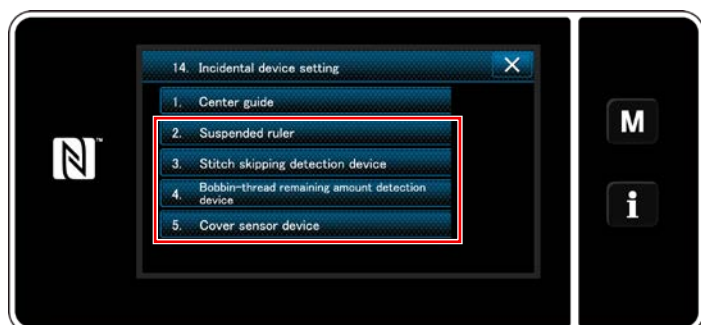 14. Incidental device setting
1. Center guide
2. Suspended ruler
3. Stitch skipping detection device
4. Bobbin-thread remaining amount detection
device
5. Cover sensor device
N™
M
i